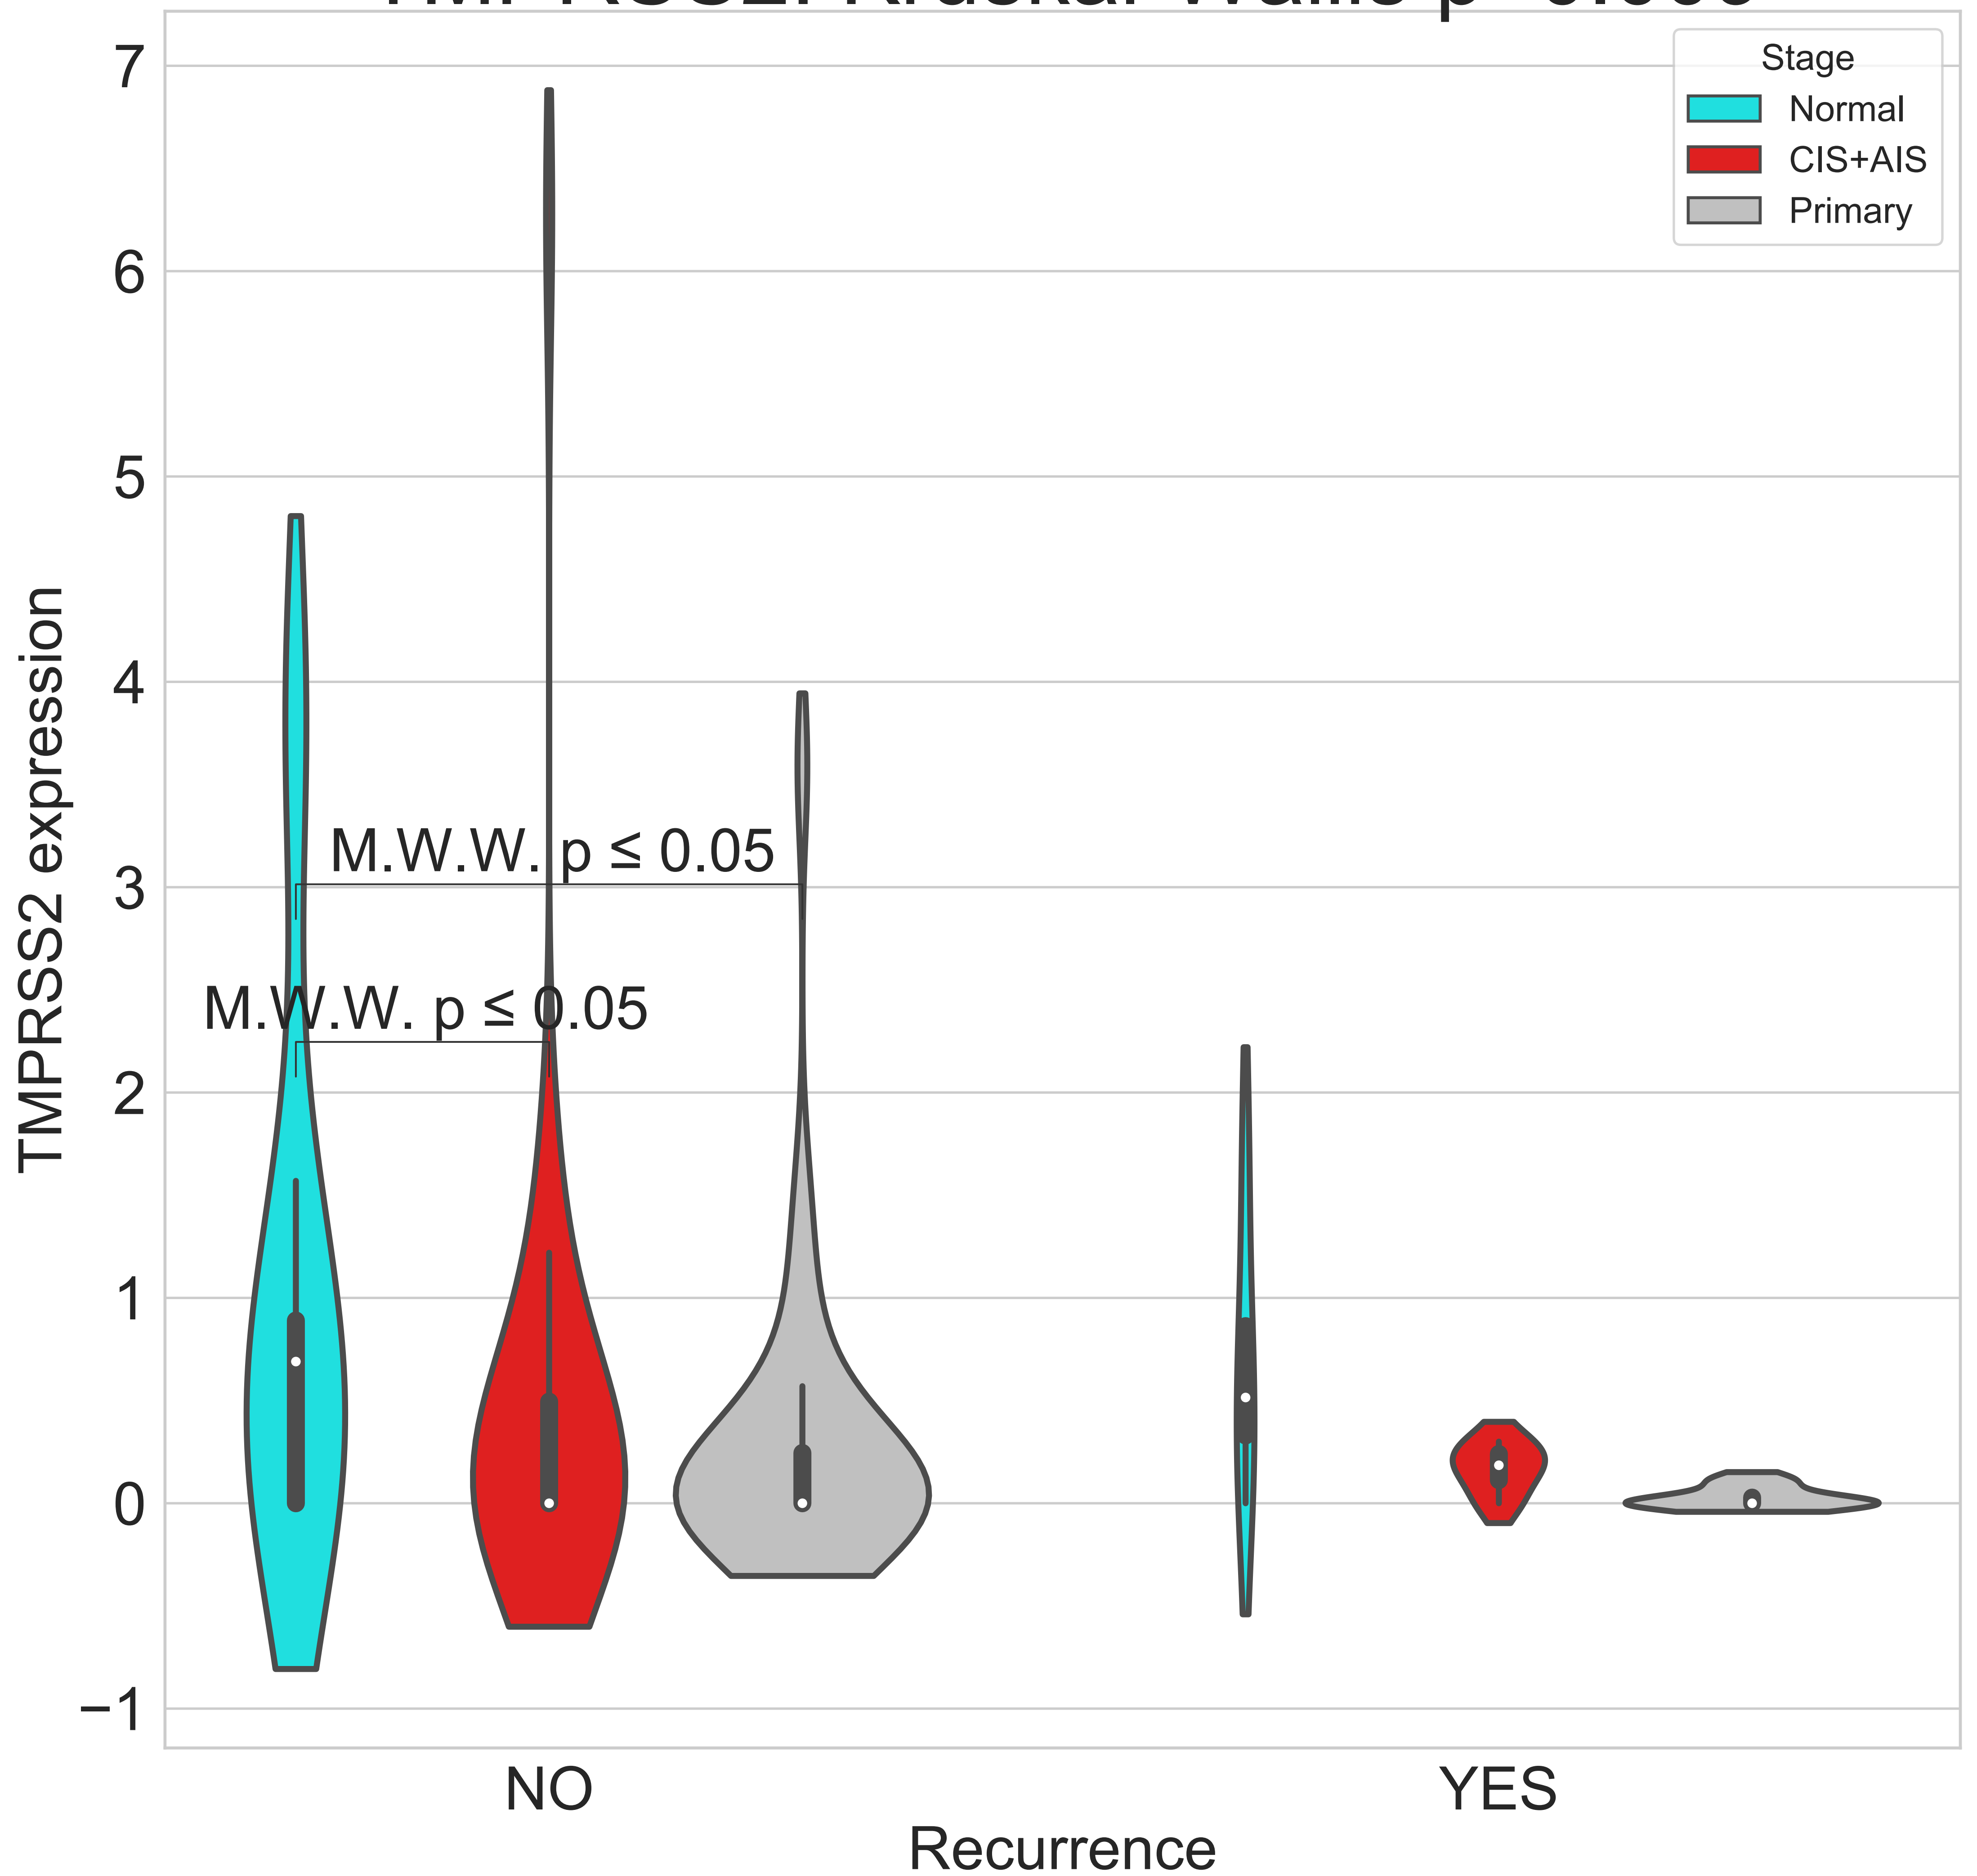 7
6
5
4
3
2
1
0
−1
TMPRSS2 expression
Stage
Normal
CIS+AIS
Primary
M.W.W. p ≤ 0.05
M.W.W. p ≤ 0.05
NO
YES
Recurrence